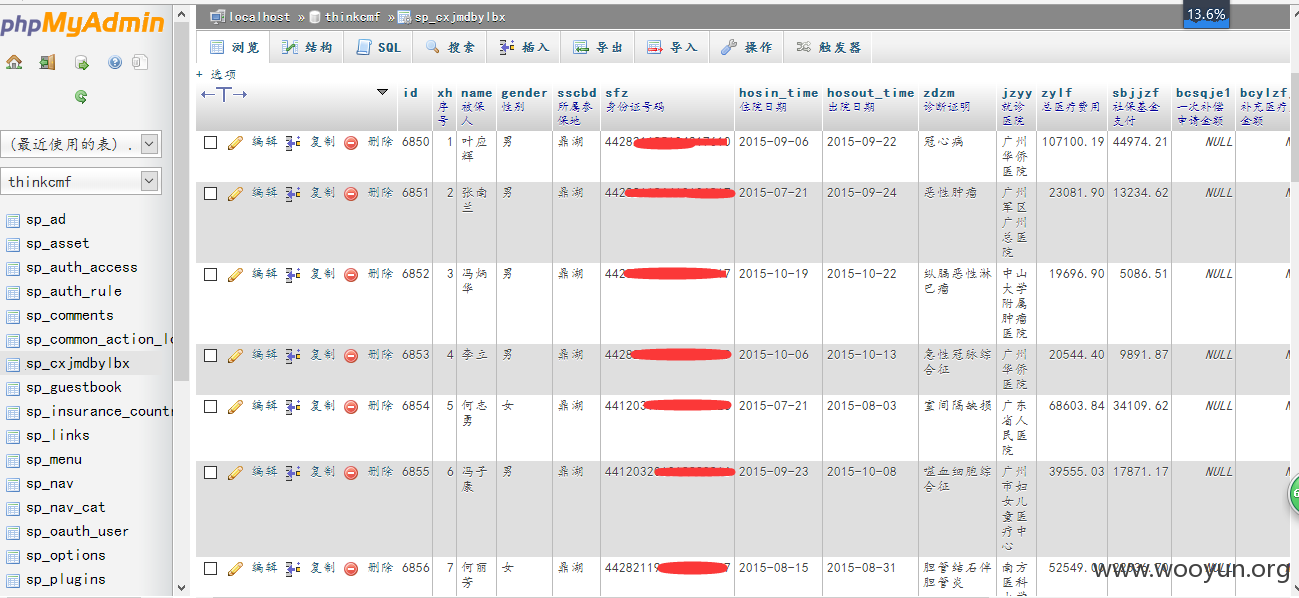 phpMyAdmin
localhost » thinkcmf » sp_cxjmdbylbx
13.6%
浏览 结构 SQL 搜索 插入 导出 导入 操作 触发器
+ 选项
(最近使用的表) .
thinkcmf
sp_ad
sp_asset
sp_auth_access
sp_auth_rule
sp_comments
sp_common_action_l
sp_cxjmdbylbx
sp_guestbook
sp_insurance_count
sp_links
sp_menu
sp_nav
sp_nav_cat
sp_oauth_user
sp_options
sp_plugins
id xh name gender sscbd sfz hosin_time hosout_time zdzm jzyy zylf sbjjzf bcsqje1 bcylzf
序号 被保人 性别 所属参保地 身份证号码 住院日期 出院日期 诊断证明 就诊医院 总医疗费用 社保基金支付 一次补偿申请金额 补充医疗金额
编辑 复制 删除 6850 1 叶应辉 男 鼎湖 4428 2015-09-06 2015-09-22 冠心病 广州华侨医院 107100.19 44974.21 NULL
编辑 复制 删除 6851 2 张南兰 男 鼎湖 442 2015-07-21 2015-09-24 恶性肿瘤 广州军区广州总医院 23081.90 13234.62 NULL
编辑 复制 删除 6852 3 冯炳华 男 鼎湖 442 2015-10-19 2015-10-22 纵膈恶性淋巴瘤 中山大学附属肿瘤医院 19696.90 5086.51 NULL
编辑 复制 删除 6853 4 李立 男 鼎湖 4428 2015-10-06 2015-10-13 急性冠脉综合征 广州华侨医院 20544.40 9891.87 NULL
编辑 复制 删除 6854 5 何志勇 女 鼎湖 441203 2015-07-21 2015-08-03 室间隔缺损 广东省人民医院 68603.84 34109.62 NULL
编辑 复制 删除 6855 6 冯子康 男 鼎湖 4412032 2015-09-23 2015-10-08 噬血细胞综合征 广州市妇女儿童医疗中心 39555.03 17871.17 NULL
编辑 复制 删除 6856 7 何丽芳 女 鼎湖 44282119 2015-08-15 2015-08-31 胆管结石伴胆管炎 南方医科 52549.0
www.wooyun.org